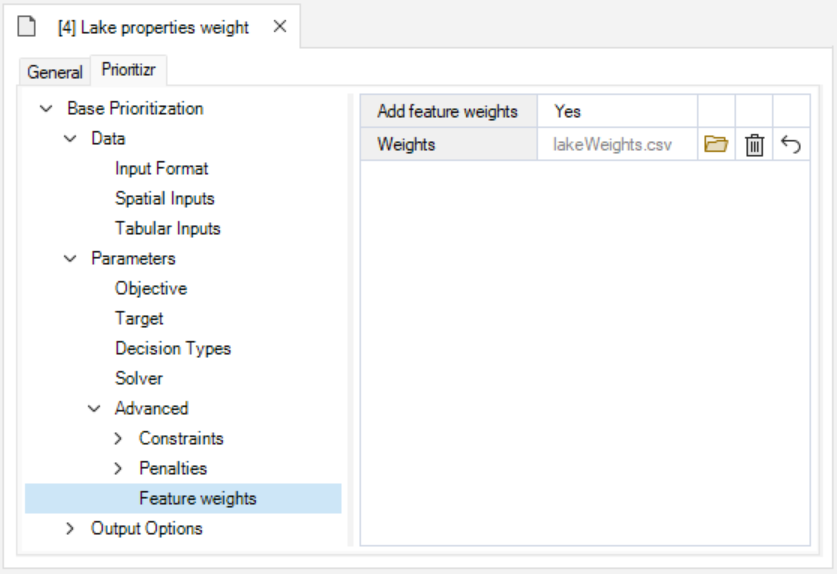 [4] Lake properties weight
General Prioritizr
Base Prioritization
Data
Input Format
Spatial Inputs
Tabular Inputs
Parameters
Objective
Target
Decision Types
Solver
Advanced
Constraints
Penalties
Feature weights
Output Options
Add feature weights Yes
Weights lakeWeights.csv